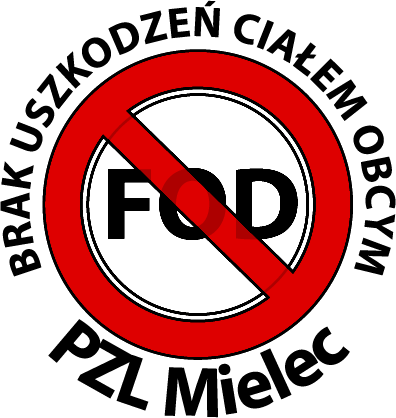 BRAK USZKODZEŃ CIAŁEM OBCYM
FOD
PZL Mielec